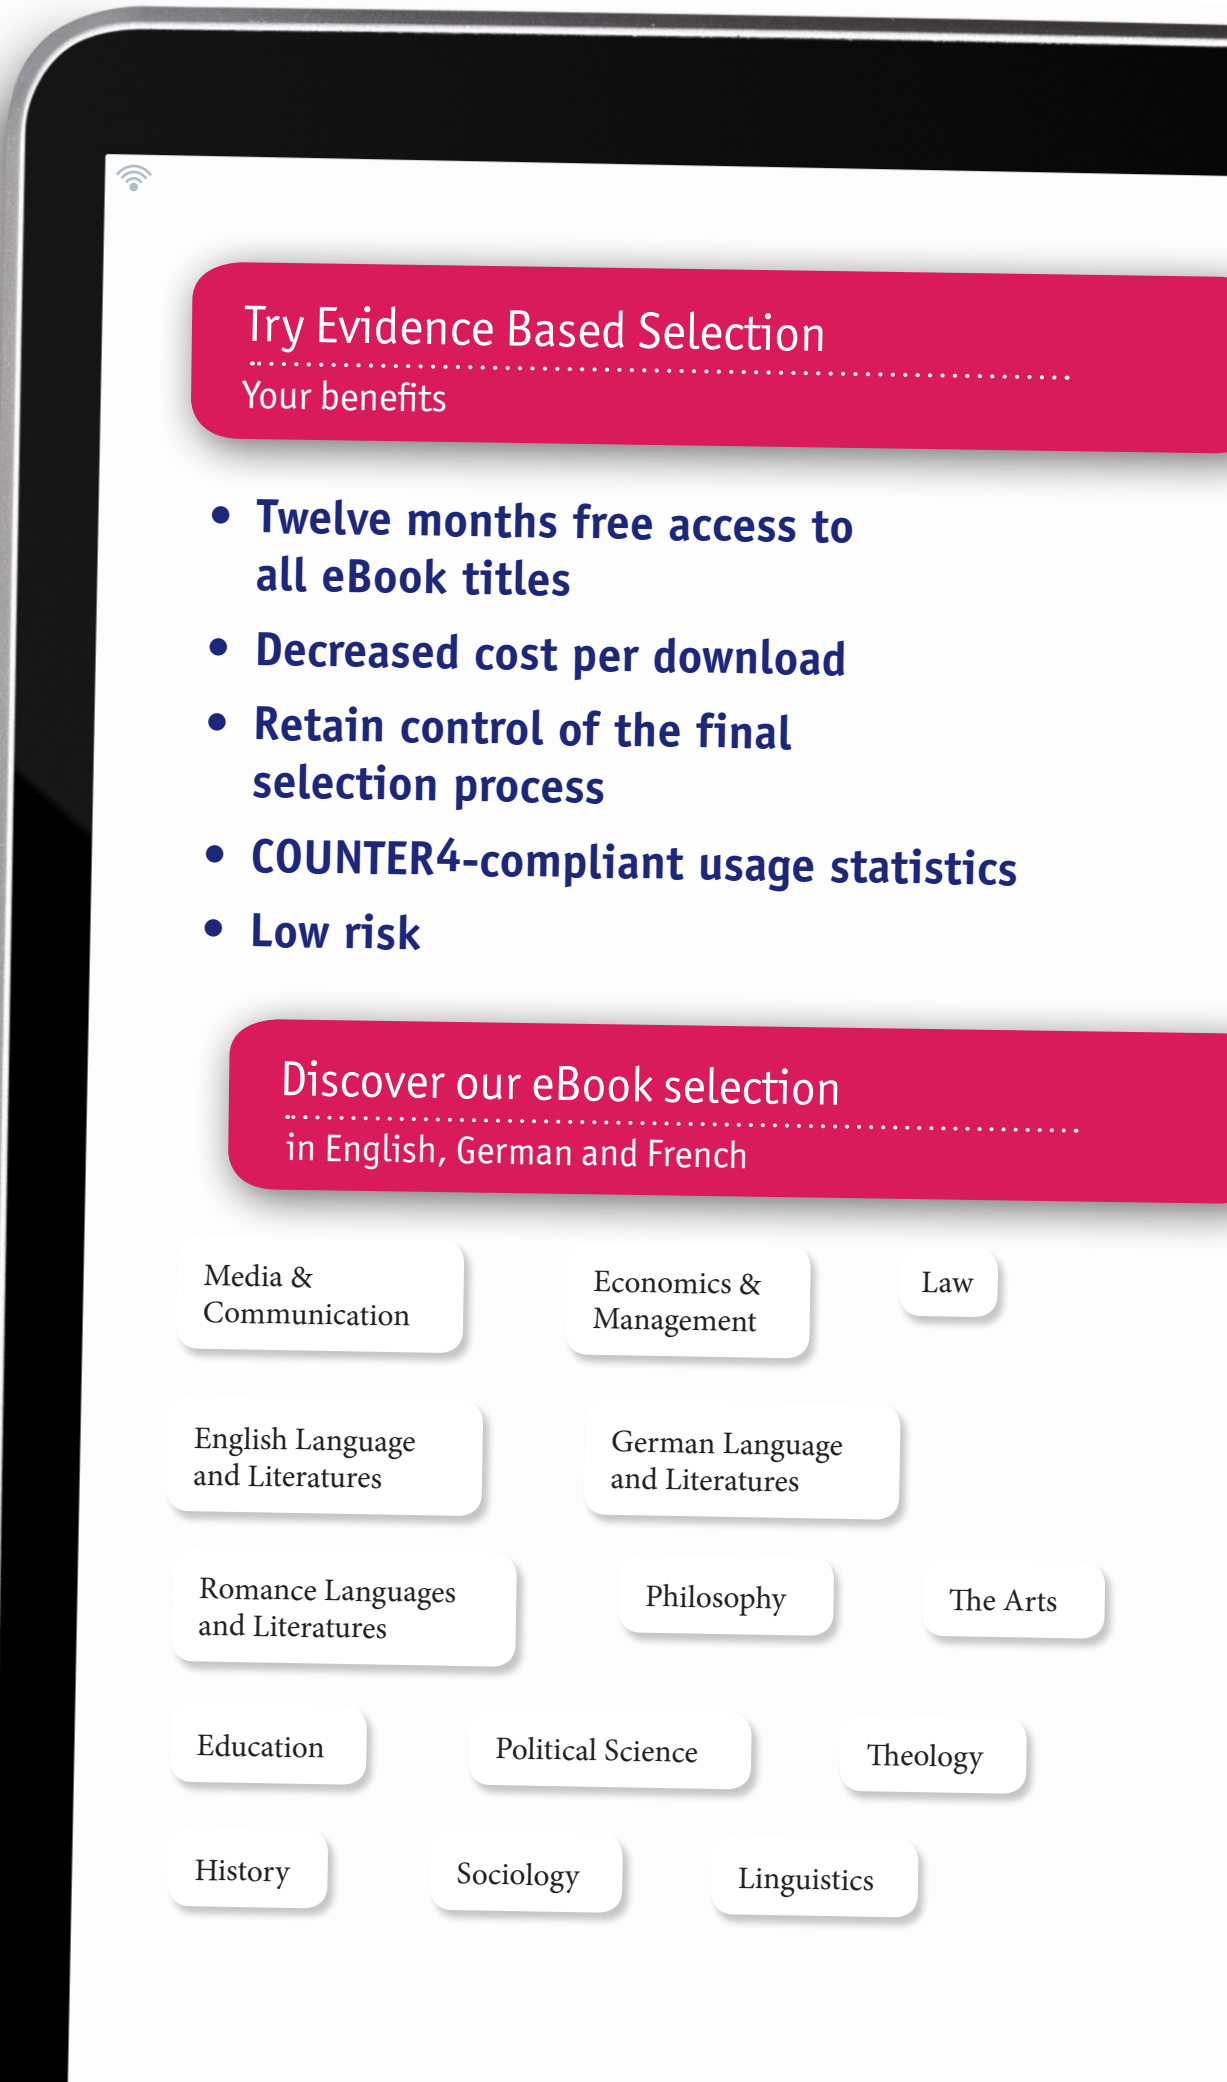 Try Evidence Based Selection
Your benefits
• Twelve months free access to
all eBook titles
• Decreased cost per download
• Retain control of the final
selection process
• COUNTER4-compliant usage statistics
• Low risk
Discover our eBook selection
in English, German and French
Media &
Communication
Economics &
Management
Law
English Language
and Literatures
German Language
and Literatures
Romance Languages
and Literatures
Philosophy
The Arts
Education
Political Science
Theology
History
Sociology
Linguistics